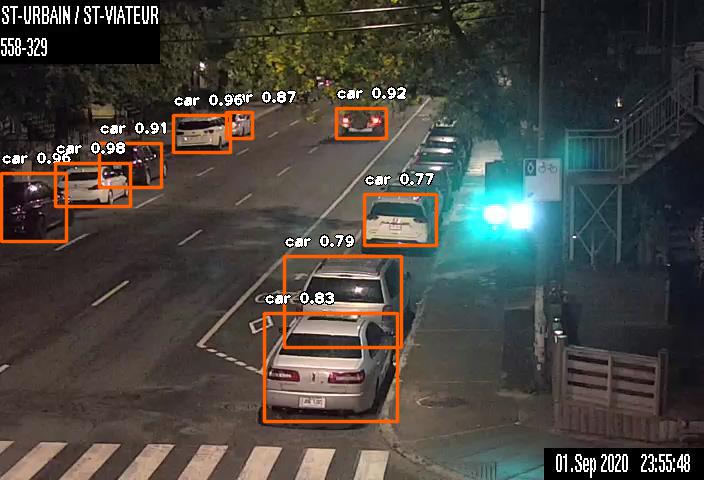 ST-URBAIN / ST-VIATEUR
558-329
car 0.96
0.87
car 0.92
car 0.91
car 0.98
car 0.96
car 0.77
car 0.79
car 0.83
01.Sep 2020 23:55:48